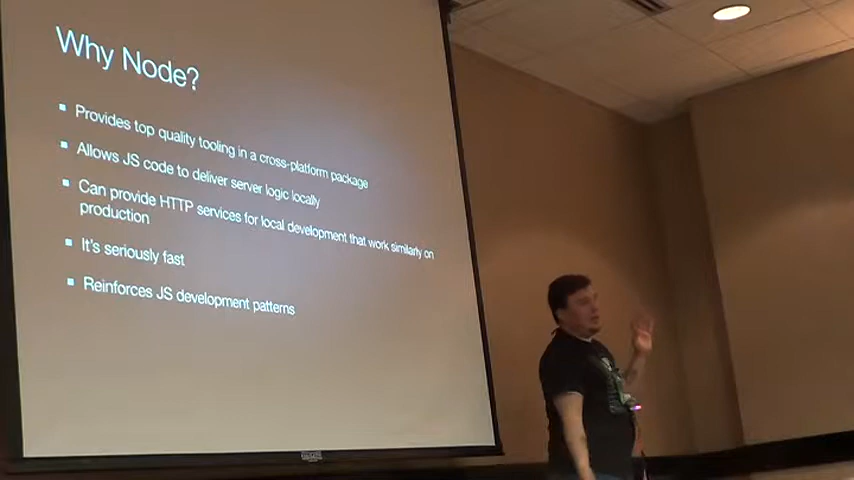 Why Node?
▪ Provides top quality tooling in a cross-platform package
▪ Allows JS code to deliver server logic locally
▪ Can provide HTTP services for local development that work similarly on
production
▪ It's seriously fast
▪ Reinforces JS development patterns